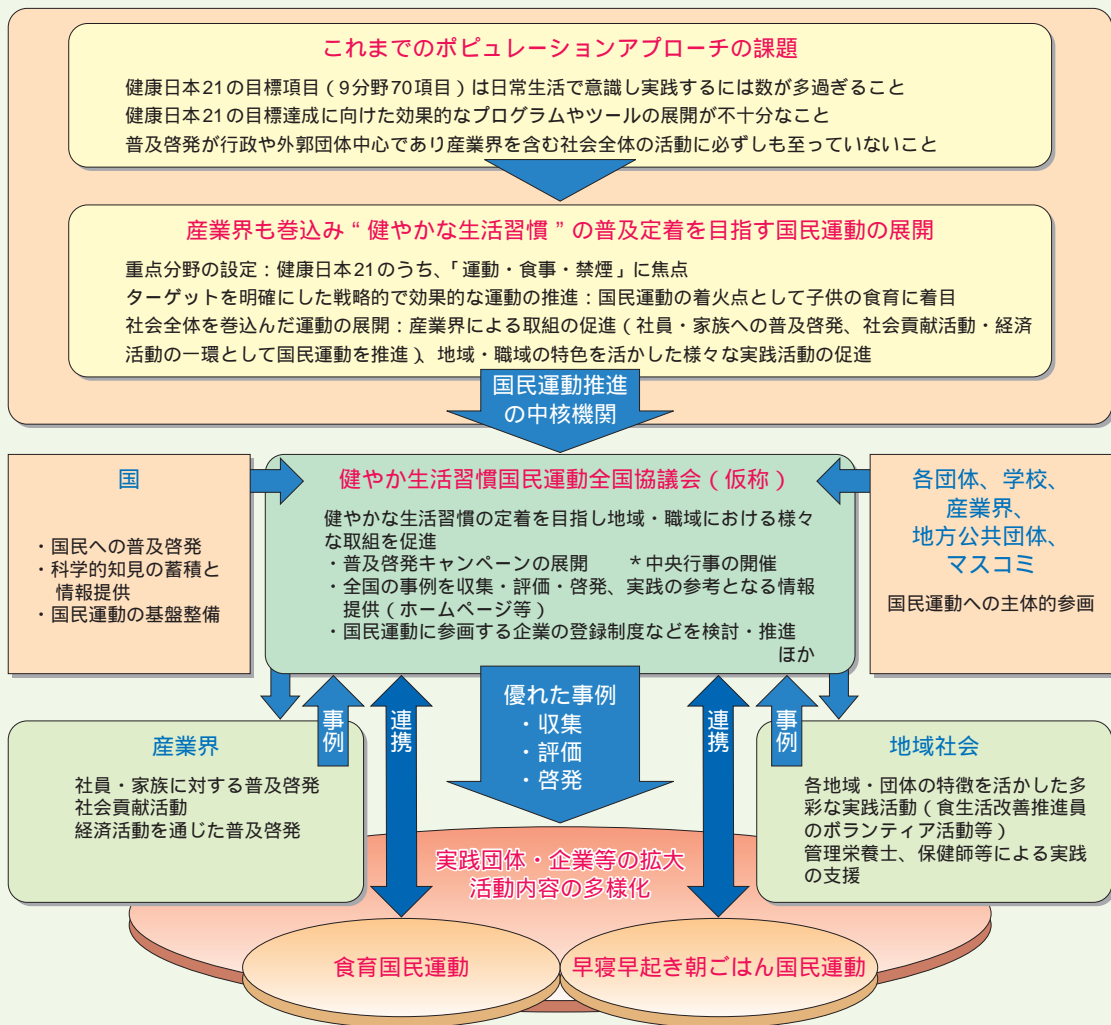 これまでのポピュレーションアプローチの課題
健康日本21の目標項目(9分野70項目)は日常生活で意識し実践するには数が多過ぎること
健康日本21の目標達成に向けた効果的なプログラムやツールの展開が不十分なこと
普及啓発が行政や外郭団体中心であり産業界を含む社会全体の活動に必ずしも至っていないこと
産業界も巻込み“健やかな生活習慣”の普及定着を目指す国民運動の展開
重点分野の設定:健康日本21のうち、「運動・食事・禁煙」に焦点
ターゲットを明確にした戦略的で効果的な運動の推進:国民運動の着火点として子供の食育に着目
社会全体を巻込んだ運動の展開:産業界による取組の促進(社員・家族への普及啓発、社会貢献活動・経済
活動の一環として国民運動を推進)、地域・職域の特色を活かした様々な実践活動の促進
国民運動推進
の中核機関
国
・国民への普及啓発
・科学的知見の蓄積と
情報提供
・国民運動の基盤整備
健やか生活習慣国民運動全国協議会(仮称)
健やかな生活習慣の定着を目指し地域・職域における様々
な取組を促進
・普及啓発キャンペーンの展開 *中央行事の開催
・全国の事例を収集・評価・啓発、実践の参考となる情報
提供(ホームページ等)
・国民運動に参画する企業の登録制度などを検討・推進
ほか
各団体、学校、
産業界、
地方公共団体、
マスコミ
国民運動への主体的参画
事例
連携
優れた事例
・収集
・評価
・啓発
連携
事例
産業界
社員・家族に対する普及啓発
社会貢献活動
経済活動を通じた普及啓発
地域社会
各地域・団体の特徴を活かした多
彩な実践活動(食生活改善推進員
のボランティア活動等)
管理栄養士、保健師等による実践
の支援
実践団体・企業等の拡大
活動内容の多様化
食育国民運動
早寝早起き朝ごはん国民運動